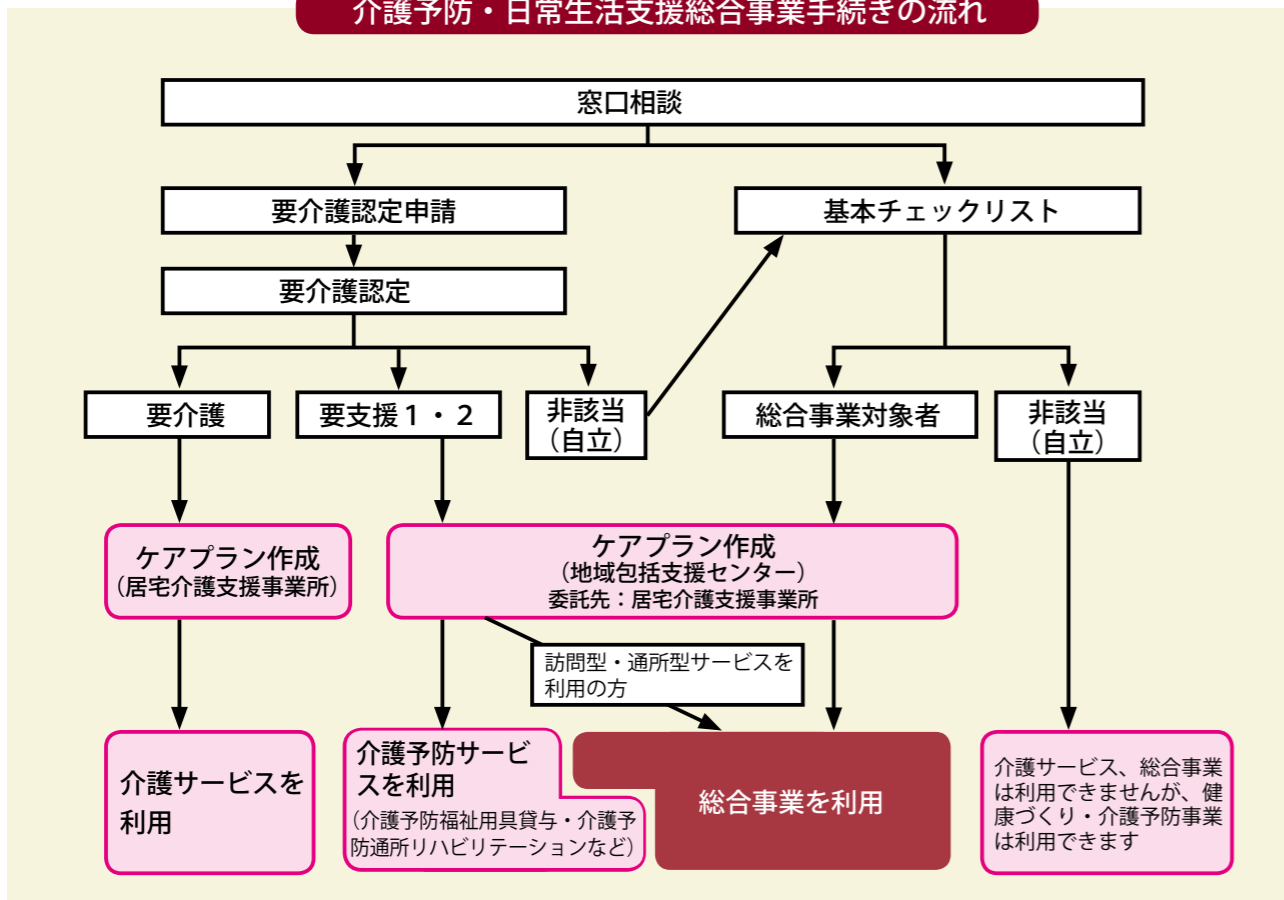 介護予防・日常生活支援総合事業手続きの流れ
窓口相談
要介護認定申請
基本チェックリスト
要介護認定
要介護
要支援１・２
非該当
（自立）
総合事業対象者
非該当
（自立）
ケアプラン作成
（居宅介護支援事業所）
ケアプラン作成
（地域包括支援センター）
委託先：居宅介護支援事業所
訪問型・通所型サービスを
利用の方
介護サービスを
利用
介護予防サービ
スを利用
（介護予防福祉用具貸与・介護予
防通所リハビリテーションなど）
総合事業を利用
介護サービス、総合事業
は利用できませんが、健
康づくり・介護予防事業
は利用できます